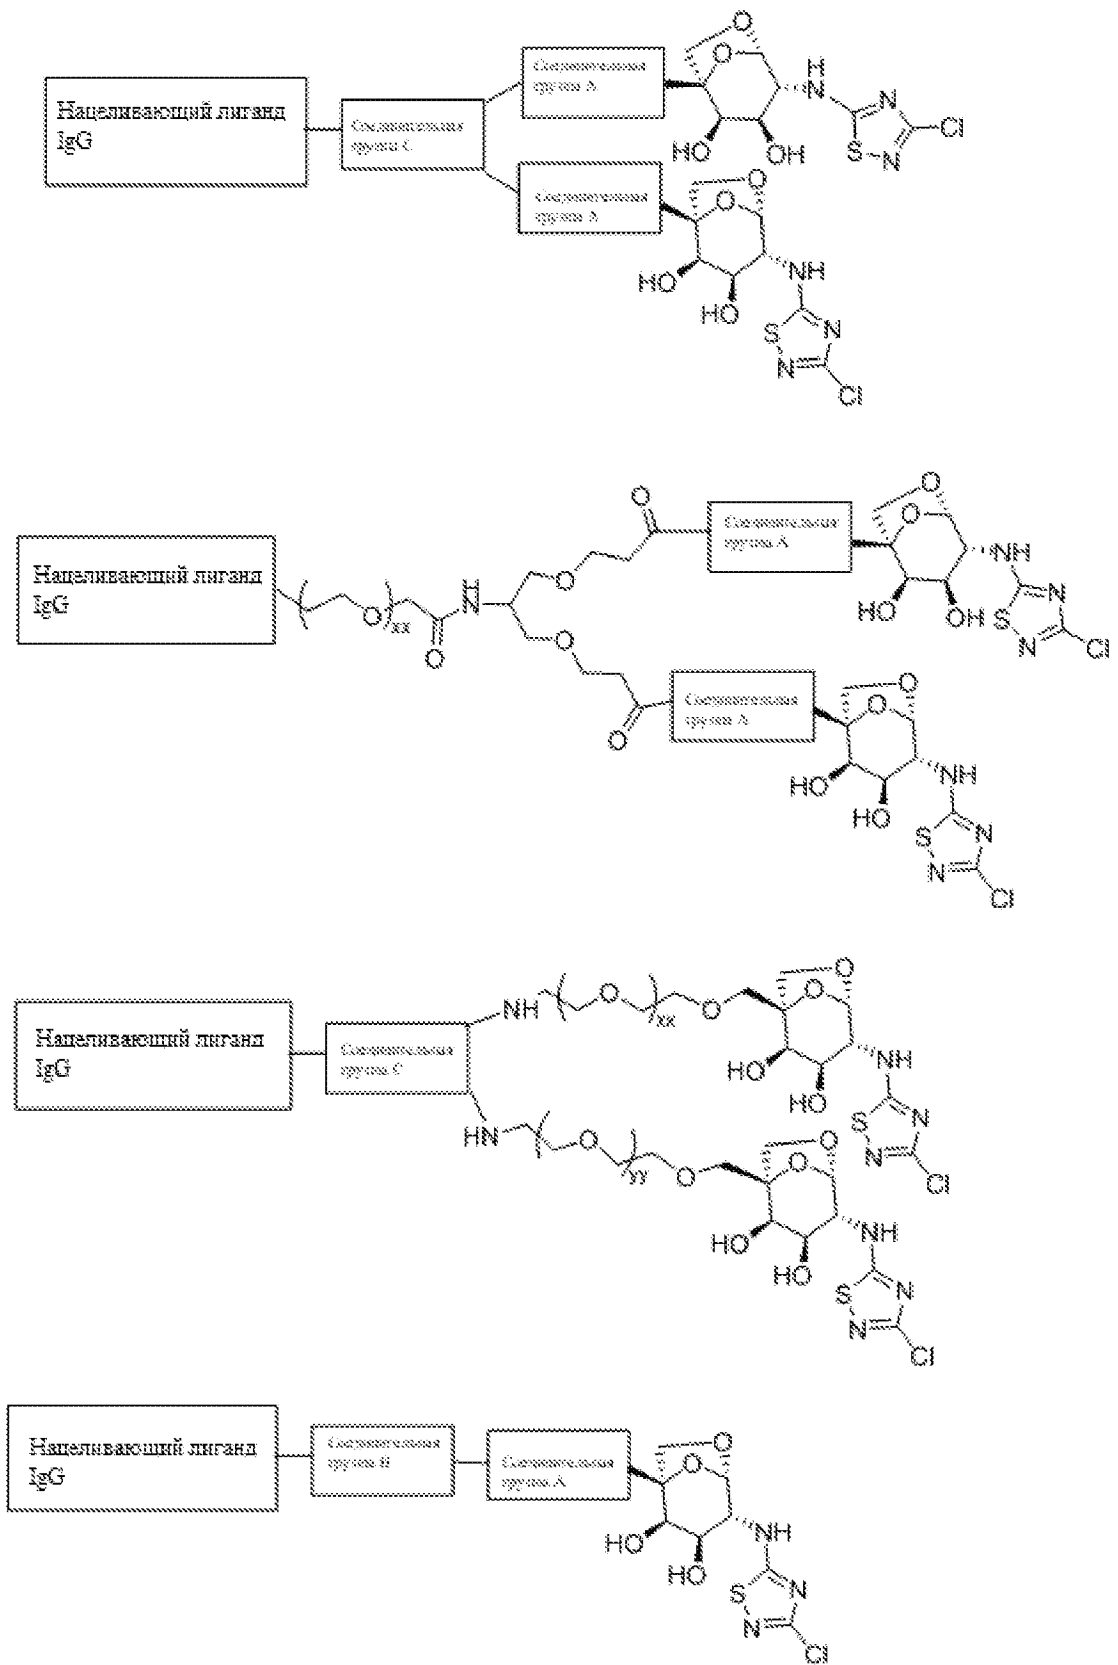 Нацеливающий лиганд
IgG
Соединительная
группа C
Соединительная
группа A
Соединительная
группа A
O
O
H
N
N
Cl
S
N
HO
OH
O
O
NH
HO
HO
S
N
N
Cl
Нацеливающий лиганд
IgG
O
xx
O
H
N
O
O
O
O
Соединительная
группа A
Соединительная
группа A
O
O
NH
HO
OH
S
N
N
Cl
O
O
NH
HO
HO
S
N
N
Cl
Нацеливающий лиганд
IgG
Соединительная
группа C
NH
O
xx
O
O
O
NH
HO
HO
S
N
N
Cl
HN
O
yy
O
O
O
NH
HO
HO
S
N
N
Cl
Нацеливающий лиганд
IgG
Соединительная
группа B
Соединительная
группа A
O
O
NH
HO
HO
S
N
N
Cl